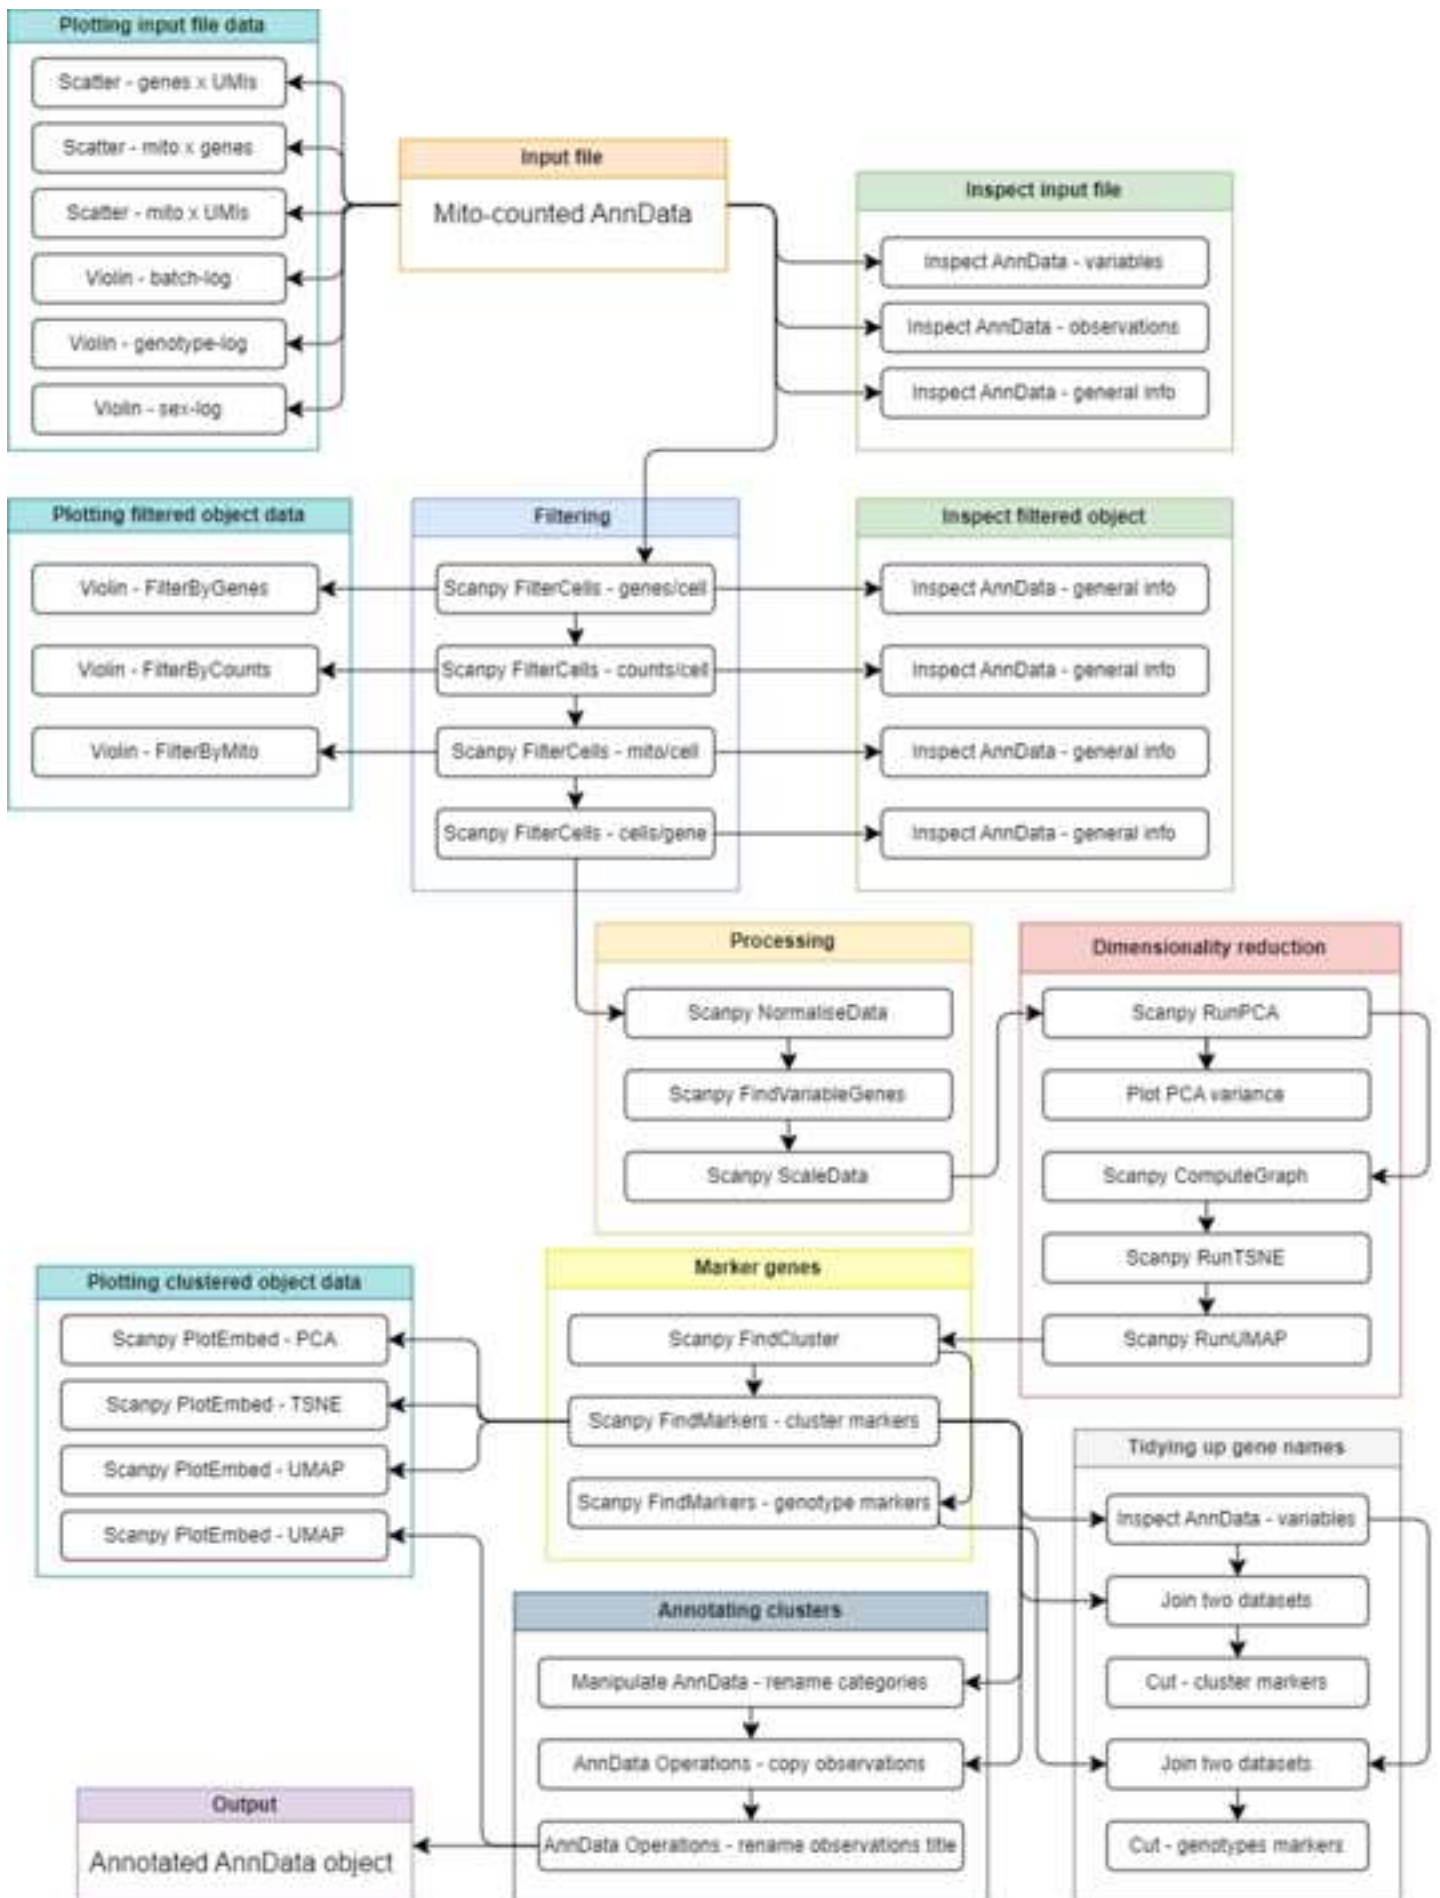 Plotting input file data
Scatter - genes x UMIs
Scatter - mito x genes
Scatter - mito x UMIs
Violin - batch-log
Violin - genotype-log
Violin - sex-log
Input file
Mito-counted AnnData
Inspect input file
Inspect AnnData - variables
Inspect AnnData - observations
Inspect AnnData - general info
Plotting filtered object data
Violin - FilterByGenes
Violin - FilterByCounts
Violin - FilterByMito
Filtering
Scanpy FilterCells - genes/cell
Scanpy FilterCells - counts/cell
Scanpy FilterCells - mito/cell
Scanpy FilterCells - cells/gene
Inspect filtered object
Inspect AnnData - general info
Inspect AnnData - general info
Inspect AnnData - general info
Inspect AnnData - general info
Processing
Scanpy NormaliseData
Scanpy FindVariableGenes
Scanpy ScaleData
Dimensionality reduction
Scanpy RunPCA
Plot PCA variance
Scanpy ComputeGraph
Scanpy RunTSNE
Scanpy RunUMAP
Plotting clustered object data
Scanpy PlotEmbed - PCA
Scanpy PlotEmbed - TSNE
Scanpy PlotEmbed - UMAP
Scanpy PlotEmbed - UMAP
Marker genes
Scanpy FindCluster
Scanpy FindMarkers - cluster markers
Scanpy FindMarkers - genotype markers
Tidying up gene names
Inspect AnnData - variables
Join two datasets
Cut - cluster markers
Join two datasets
Cut - genotypes markers
Annotating clusters
Manipulate AnnData - rename categories
AnnData Operations - copy observations
AnnData Operations - rename observations title
Output
Annotated AnnData object